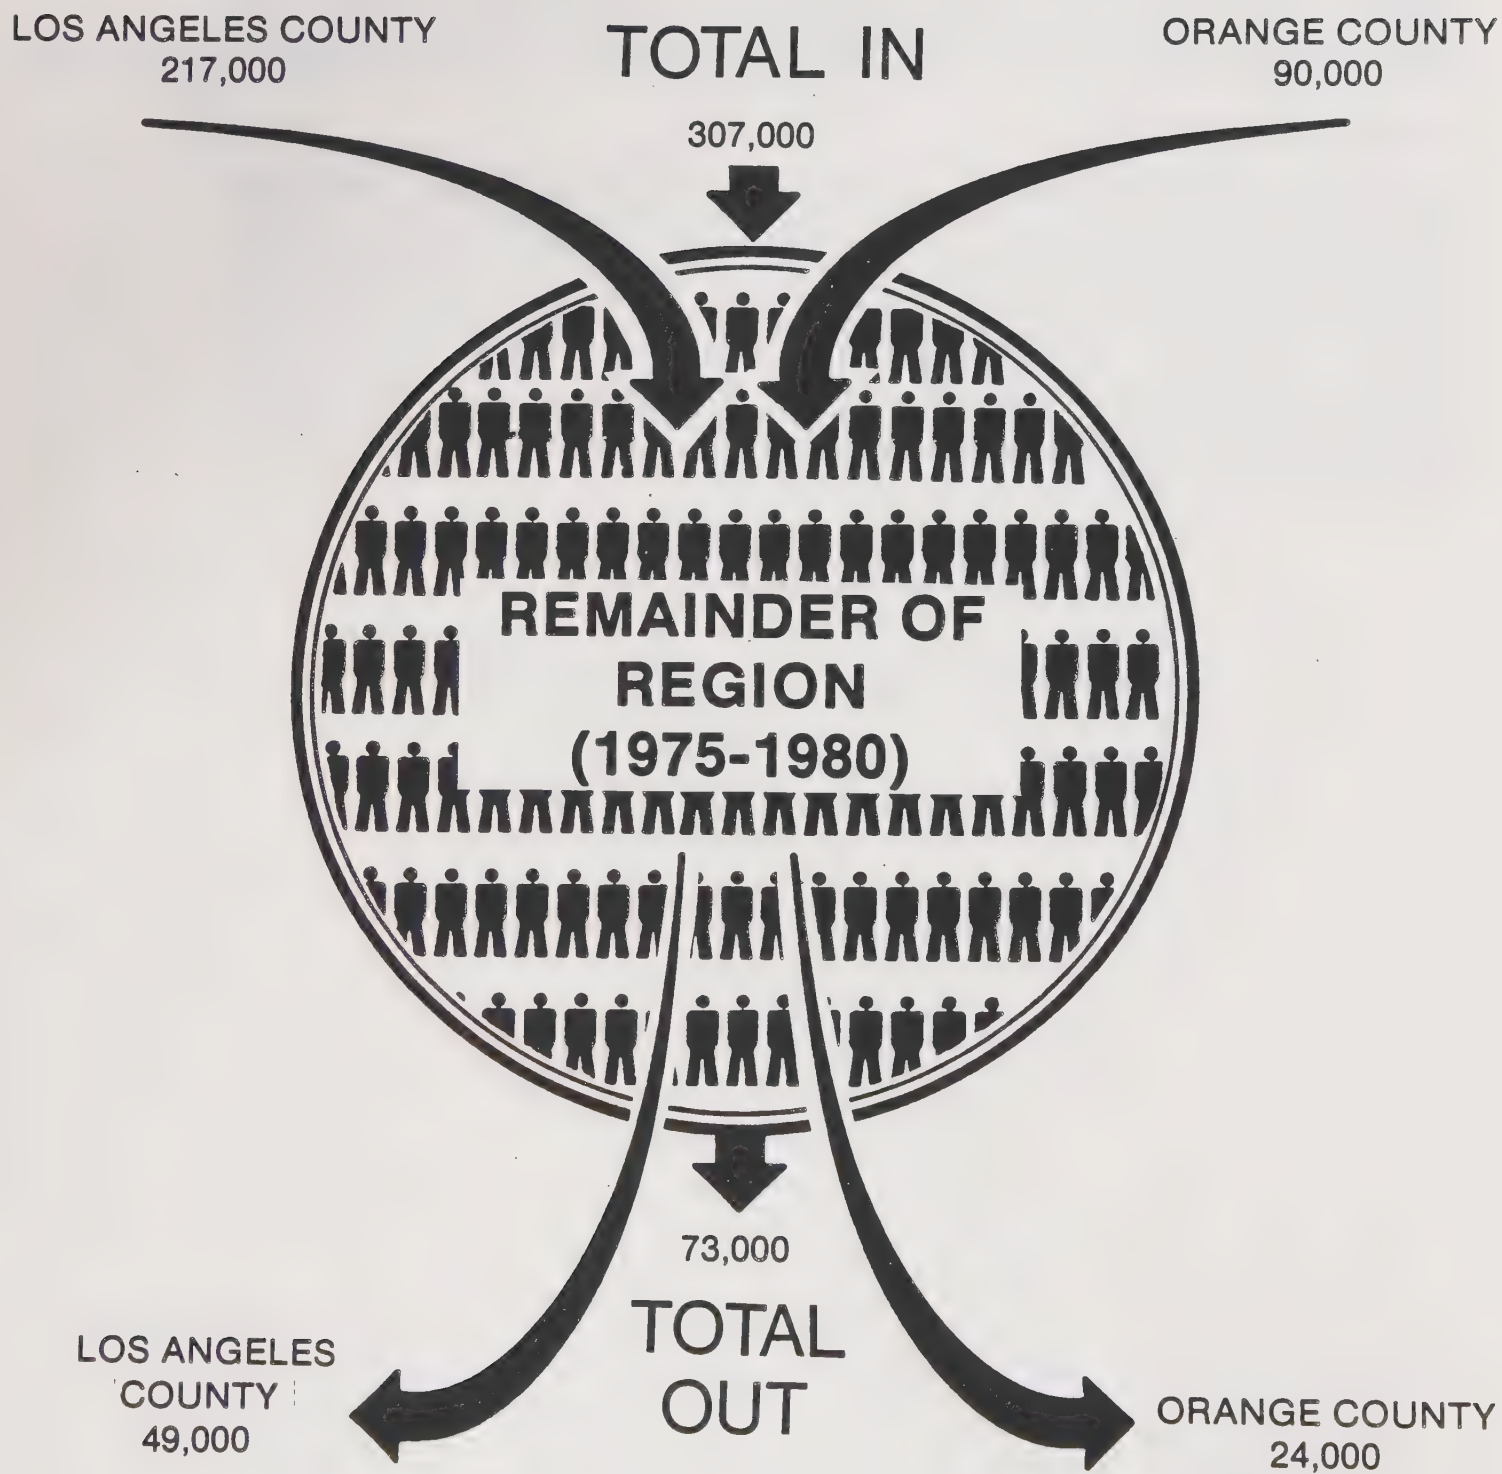 LOS ANGELES COUNTY
217,000
TOTAL IN
307,000
ORANGE COUNTY
90,000
REMAINDER OF
REGION
(1975-1980)
73,000
TOTAL
OUT
LOS ANGELES
COUNTY
49,000
ORANGE COUNTY
24,000